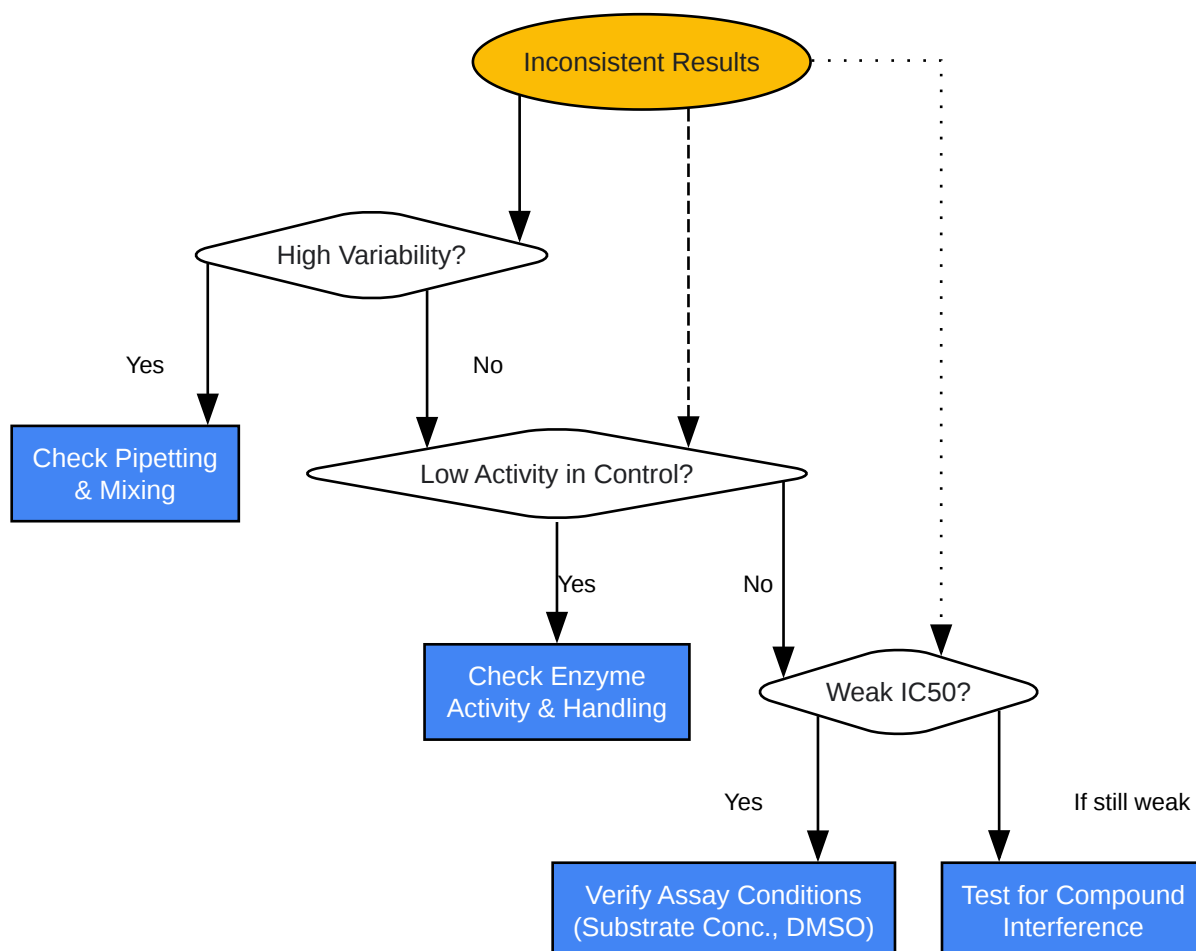 Inconsistent Results
High Variability?
Yes
No
Check Pipetting
& Mixing
Low Activity in Control?
Yes
No
Check Enzyme
Activity & Handling
Weak IC50?
Yes
If still weak
Verify Assay Conditions
(Substrate Conc., DMSO)
Test for Compound
Interference